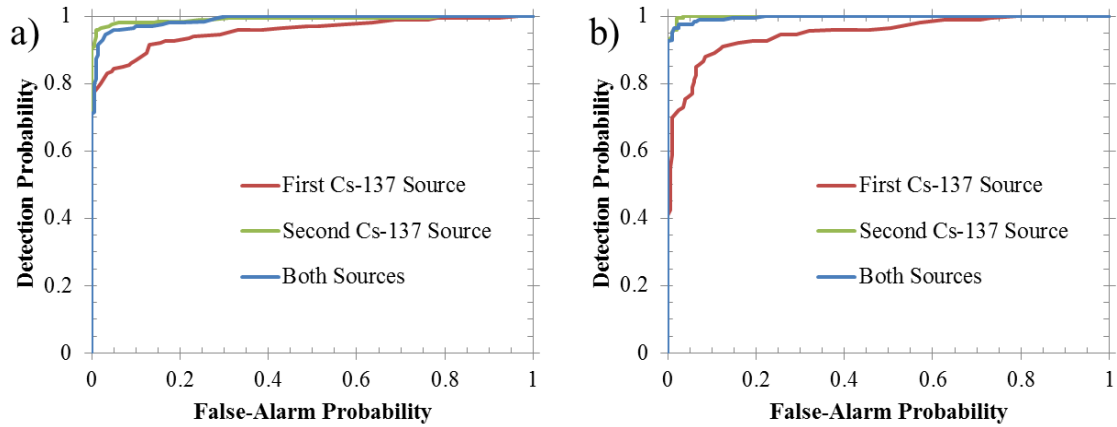 a)
Detection Probability
1
0.8
0.6
0.4
0.2
0
0 0.2 0.4 0.6 0.8 1
False-Alarm Probability
First Cs-137 Source
Second Cs-137 Source
Both Sources
b)
Detection Probability
1
0.8
0.6
0.4
0.2
0
0 0.2 0.4 0.6 0.8 1
False-Alarm Probability
First Cs-137 Source
Second Cs-137 Source
Both Sources